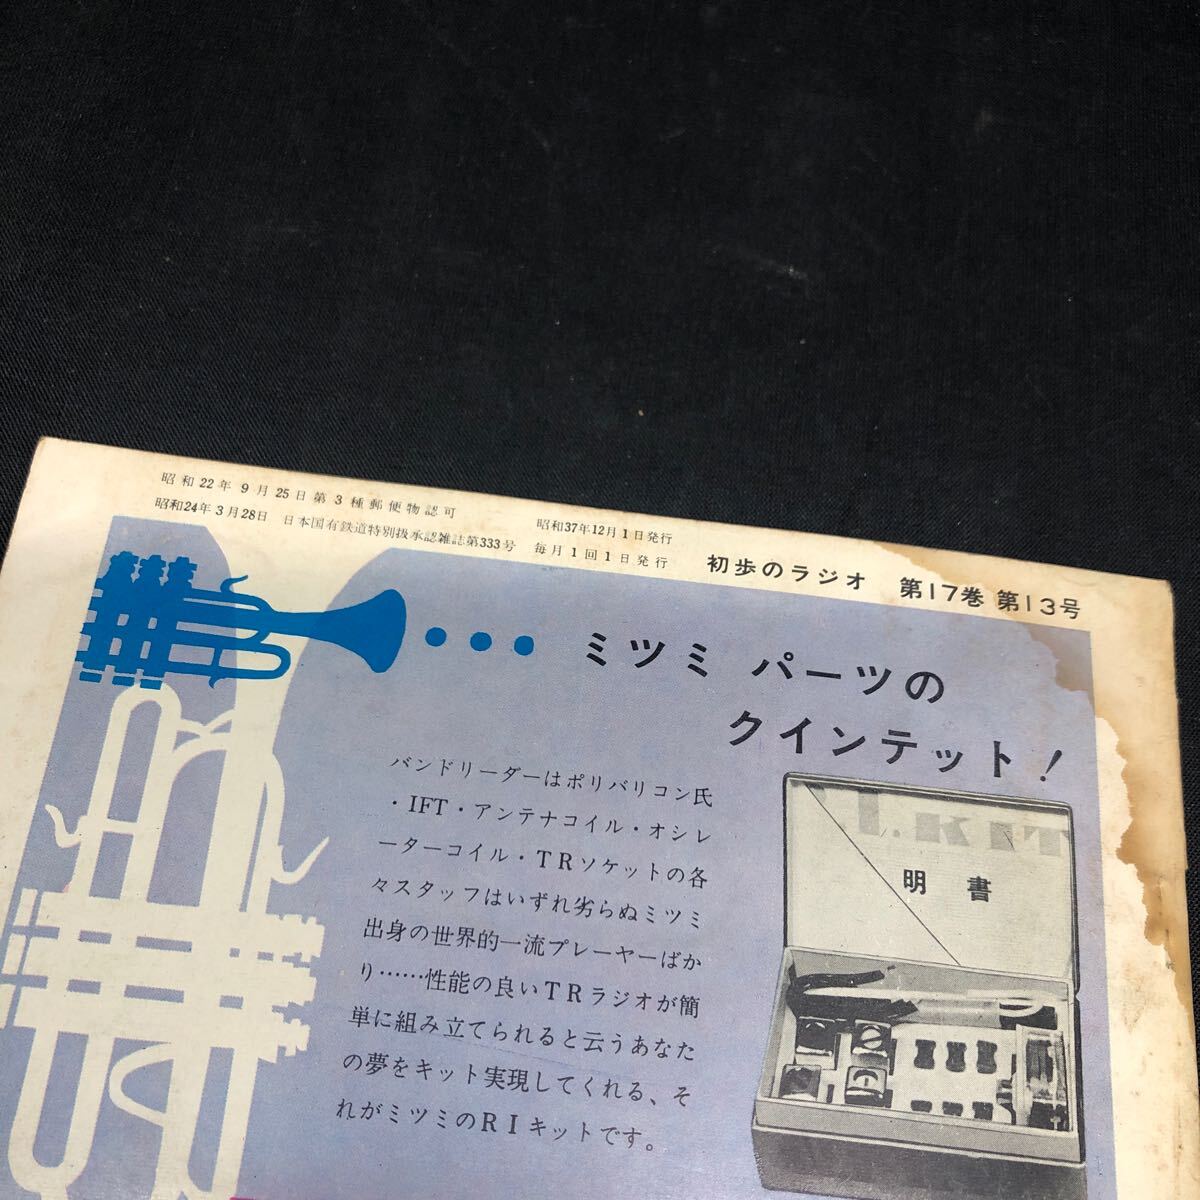 昭和22年9月25日第3種郵便物認可 昭和37年12月1日発行
昭和24年3月28日 日本国有鉄道特別扱承認雑誌第333号 毎月1回1日発行 初歩のラジオ 第17巻 第13号
●●● ミツミ パーツの
クインテット!
バンドリーダーはポリバリコン氏
・IFT・アンテナコイル・オシレ
ーターコイル・TRソケットの各
々スタッフはいずれ劣らぬミツミ
出身の世界的一流プレーヤーばか
り……性能の良いTRラジオが簡
単に組み立てられると云うあなた
の夢をキット実現してくれる、そ
れがミツミのRIキットです。
I.KIT
明書